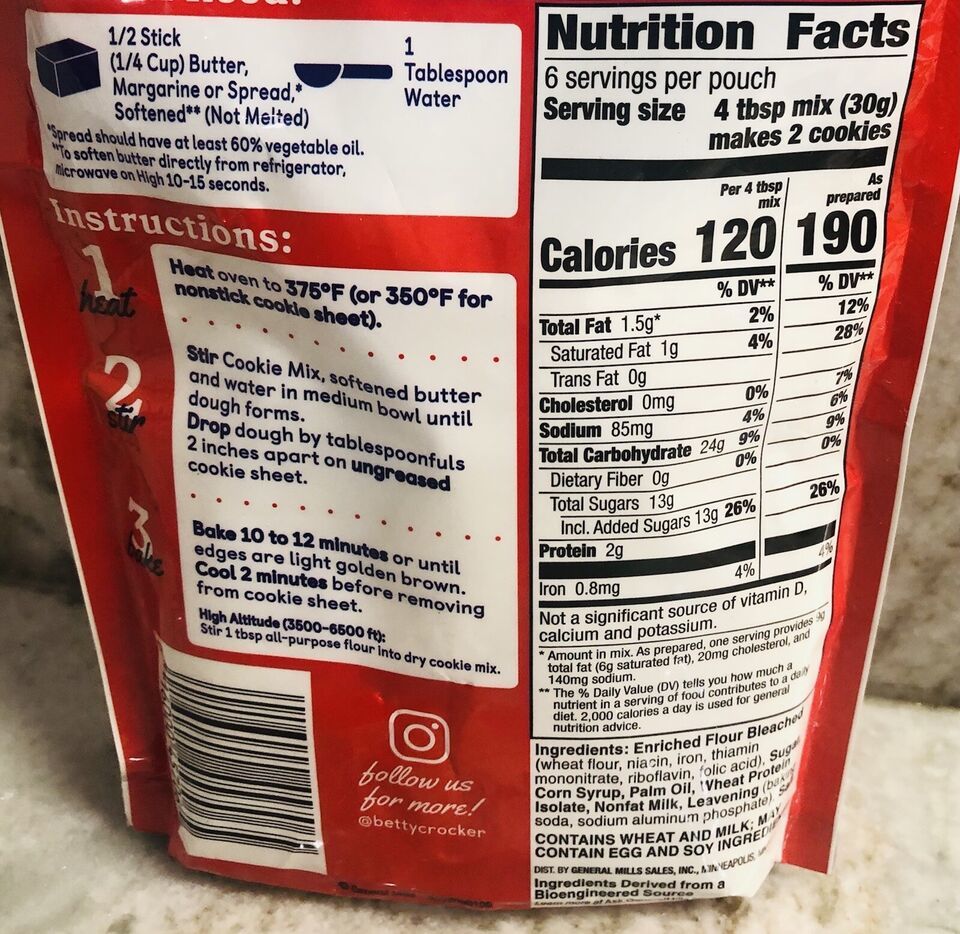 1/2 Stick
(1/4 Cup) Butter,
Margarine or Spread,*
Softened** (Not Melted)
1
Tablespoon
Water
*Spread should have at least 60% vegetable oil.
**To soften butter directly from refrigerator,
microwave on High 10-15 seconds.
Instructions:
1
heat
Heat oven to 375°F (or 350°F for
nonstick cookie sheet).
2
stir
Stir Cookie Mix, softened butter
and water in medium bowl until
dough forms.
Drop dough by tablespoonfuls
2 inches apart on ungreased
cookie sheet.
3
bake
Bake 10 to 12 minutes or until
edges are light golden brown.
Cool 2 minutes before removing
from cookie sheet.
High Altitude (3500-6500 ft):
Stir 1 tbsp all-purpose flour into dry cookie mix.
follow us
for more!
@bettycrocker
Nutrition Facts
6 servings per pouch
Serving size 4 tbsp mix (30g)
makes 2 cookies
Per 4 tbsp
mix
As
prepared
Calories 120 190
% DV** % DV**
Total Fat 1.5g* 2% 12%
Saturated Fat 1g 4% 28%
Trans Fat 0g
Cholesterol 0mg 0% 7%
Sodium 85mg 4% 6%
Total Carbohydrate 24g 9% 9%
Dietary Fiber 0g 0% 0%
Total Sugars 13g
Incl. Added Sugars 13g 26% 26%
Protein 2g
Iron 0.8mg 4% 4%
Not a significant source of vitamin D,
calcium and potassium.
* Amount in mix. As prepared, one serving provides 9g
total fat (6g saturated fat), 20mg cholesterol, and
140mg sodium.
** The % Daily Value (DV) tells you how much a
nutrient in a serving of food contributes to a daily
diet. 2,000 calories a day is used for general
nutrition advice.
Ingredients: Enriched Flour Bleached
(wheat flour, niacin, iron, thiamin
mononitrate, riboflavin, folic acid), Sugar
Corn Syrup, Palm Oil, Wheat Protein
Isolate, Nonfat Milk, Leavening (baking
soda, sodium aluminum phosphate),
CONTAINS WHEAT AND MILK; MAY
CONTAIN EGG AND SOY INGREDI
DIST. BY GENERAL MILLS SALES, INC., MINNEAPOLIS,
Ingredients Derived from a
Bioengineered Source